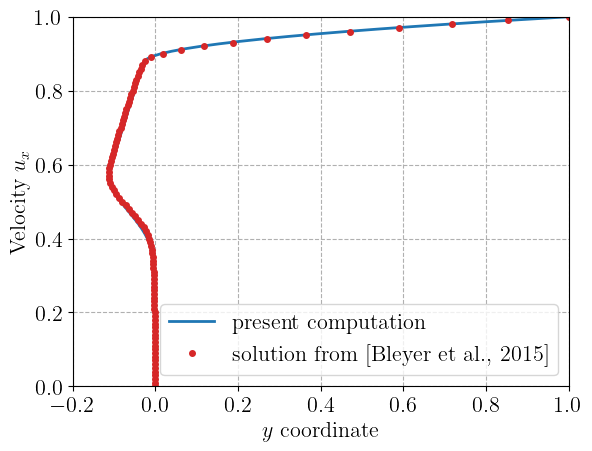 1.0
0.8
0.6
0.4
0.2
0.0
Velocity $u_x$
present computation
solution from [Bleyer et al., 2015]
−0.2 0.0 0.2 0.4 0.6 0.8 1.0
y coordinate